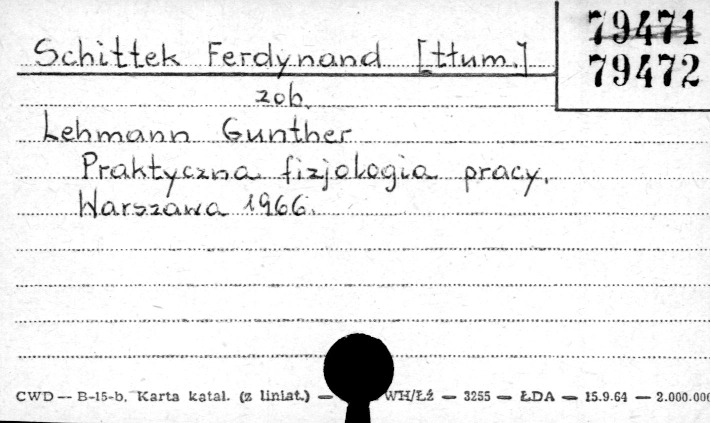 Schittek Ferdynand [tłum.]
79471
79472
zob.
Lehmann Gunther
Praktyczna fizjologia pracy.
Warszawa 1966.
CWD — B-15-b. Karta katal. (z liniat.) — WH/Łź — 3255 — ŁDA — 15.9.64 — 2.000.000